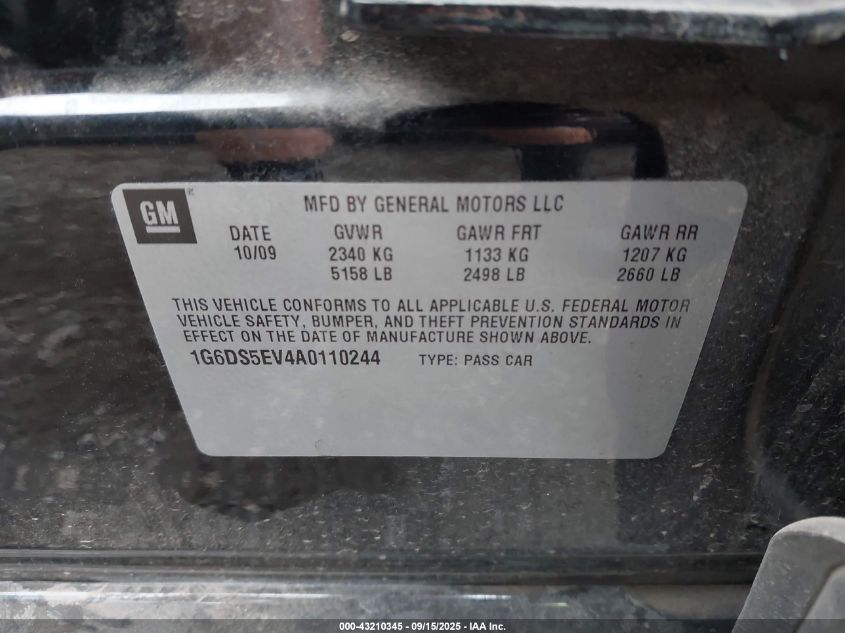 GM
MFD BY GENERAL MOTORS LLC
DATE GVWR GAWR FRT GAWR RR
10/09 2340 KG 1133 KG 1207 KG
5158 LB 2498 LB 2660 LB
THIS VEHICLE CONFORMS TO ALL APPLICABLE U.S. FEDERAL MOTOR
VEHICLE SAFETY, BUMPER, AND THEFT PREVENTION STANDARDS IN
EFFECT ON THE DATE OF MANUFACTURE SHOWN ABOVE.
1G6DS5EV4A0110244 TYPE: PASS CAR
000-43210345 - 09/15/2025 - IAA Inc.